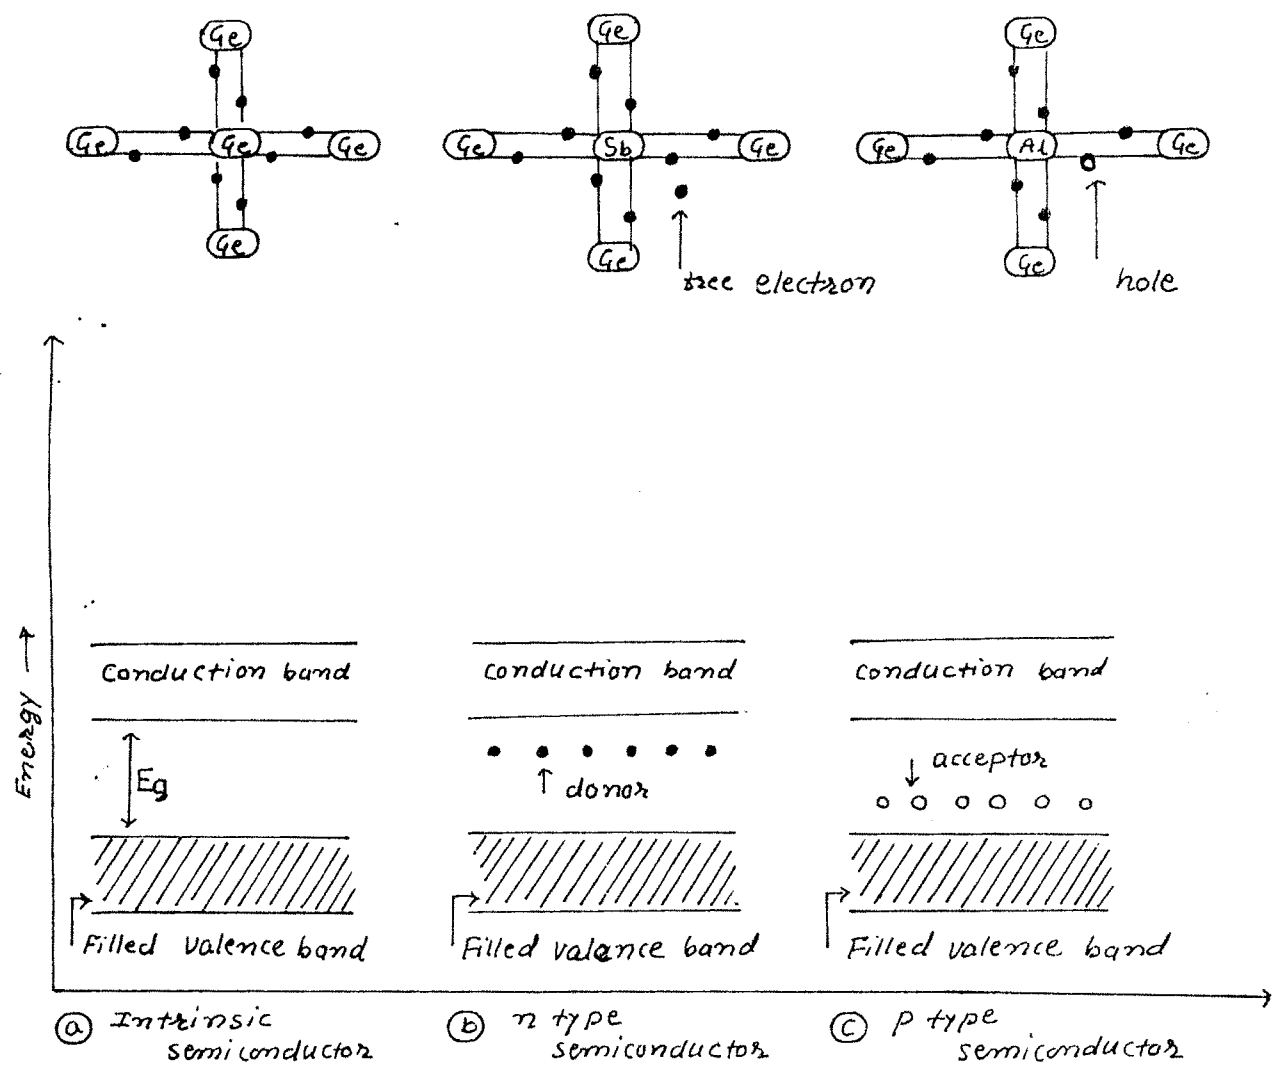 Ge Ge Ge
Ge Ge Ge Ge Sb Ge Ge Al Ge
Ge Ge Ge
free electron hole
Energy
Conduction band conduction band conduction band
Eg donor acceptor
Filled valence band Filled valance band Filled valence band
a Intrinsic semiconductor
b n type semiconductor
c p type semiconductor